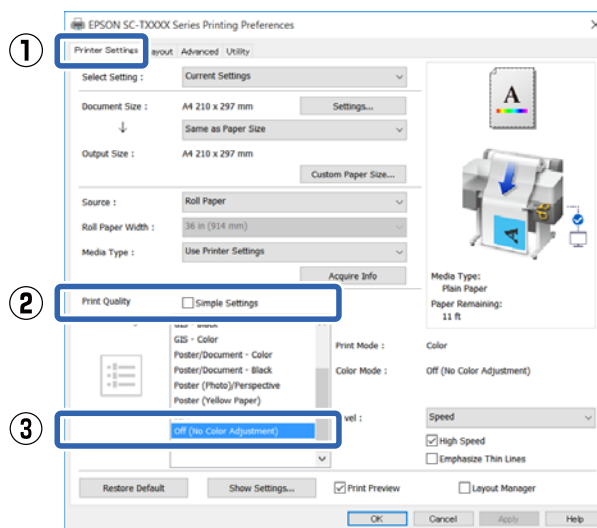 EPSON SC-TXXXX Series Printing Preferences
1
Printer Settings ayout Advanced Utility
Select Setting : Current Settings
Document Size : A4 210 x 297 mm Settings...
Same as Paper Size
Output Size : A4 210 x 297 mm
Custom Paper Size...
Source : Roll Paper
Roll Paper Width : 36 in (914 mm)
Media Type : Use Printer Settings
Acquire Info
A
Media Type:
Plain Paper
Paper Remaining:
11 ft
2
Print Quality Simple Settings
GIS - Color
Poster/Document - Color
Poster/Document - Black
Poster (Photo)/Perspective
Poster (Yellow Paper)
Print Mode : Color
Color Mode : Off (No Color Adjustment)
3
Off (No Color Adjustment)
vel : Speed
High Speed
Emphasize Thin Lines
Restore Default Show Settings... Print Preview Layout Manager
OK Cancel Apply Help